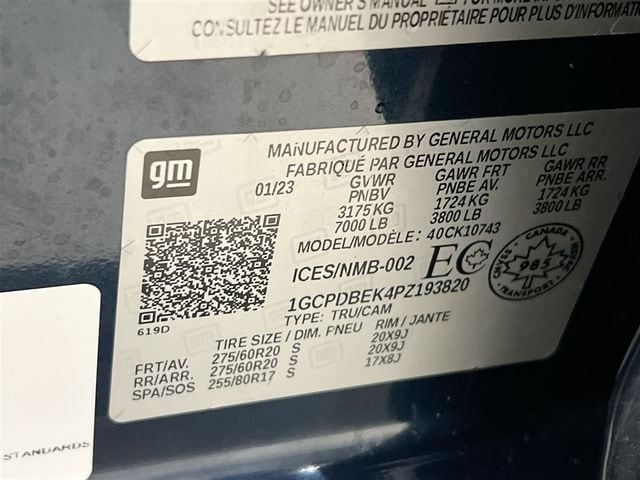 SEE OWNER'S MANUAL FOR MORE INFORMATION
CONSULTEZ LE MANUEL DU PROPRIÉTAIRE POUR PLUS D'INFORMATI
gm
MANUFACTURED BY GENERAL MOTORS LLC
FABRIQUÉ PAR GENERAL MOTORS LLC
01/23 GVWR GAWR FRT GAWR RR
PNBV PNBE AV. PNBE ARR.
3175 KG 1724 KG 1724 KG
7000 LB 3800 LB 3800 LB
MODEL/MODÈLE: 40CK10743
ICES/NMB-002 EC
CANADA
985
TRANSPORT
1GCPDBEK4PZ193820
TYPE: TRU/CAM
619D
TIRE SIZE / DIM. PNEU RIM / JANTE
FRT/AV. 275/60R20 S 20X9J
RR/ARR. 275/60R20 S 20X9J
SPA/SOS 255/80R17 S 17X8J
STANDARDS